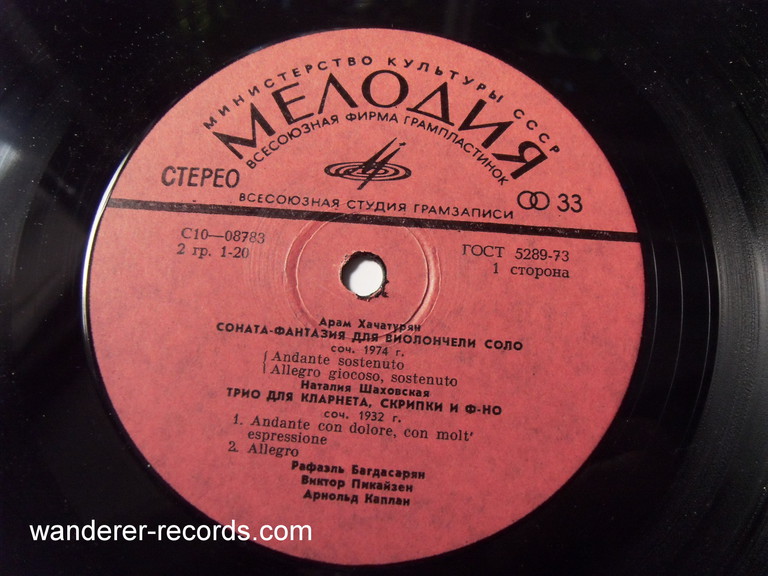 МИНИСТЕРСТВО КУЛЬТУРЫ СССР
МЕЛОДИЯ
ВСЕСОЮЗНАЯ ФИРМА ГРАМПЛАСТИНОК
СТЕРЕО
33
ВСЕСОЮЗНАЯ СТУДИЯ ГРАМЗАПИСИ
С10—08783
ГОСТ 5289-73
2 гр. 1-20
1 сторона
Арам Хачатурян
СОНАТА-ФАНТАЗИЯ ДЛЯ ВИОЛОНЧЕЛИ СОЛО
соч. 1974 г.
Andante sostenuto
Allegro giocoso, sostenuto
Наталия Шаховская
ТРИО ДЛЯ КЛАРНЕТА, СКРИПКИ И Ф-НО
соч. 1932 г.
1. Andante con dolore, con molt'
espressione
2. Allegro
Рафаэль Багдасарян
Виктор Пикайзен
Арнольд Каплан
wanderer-records.com